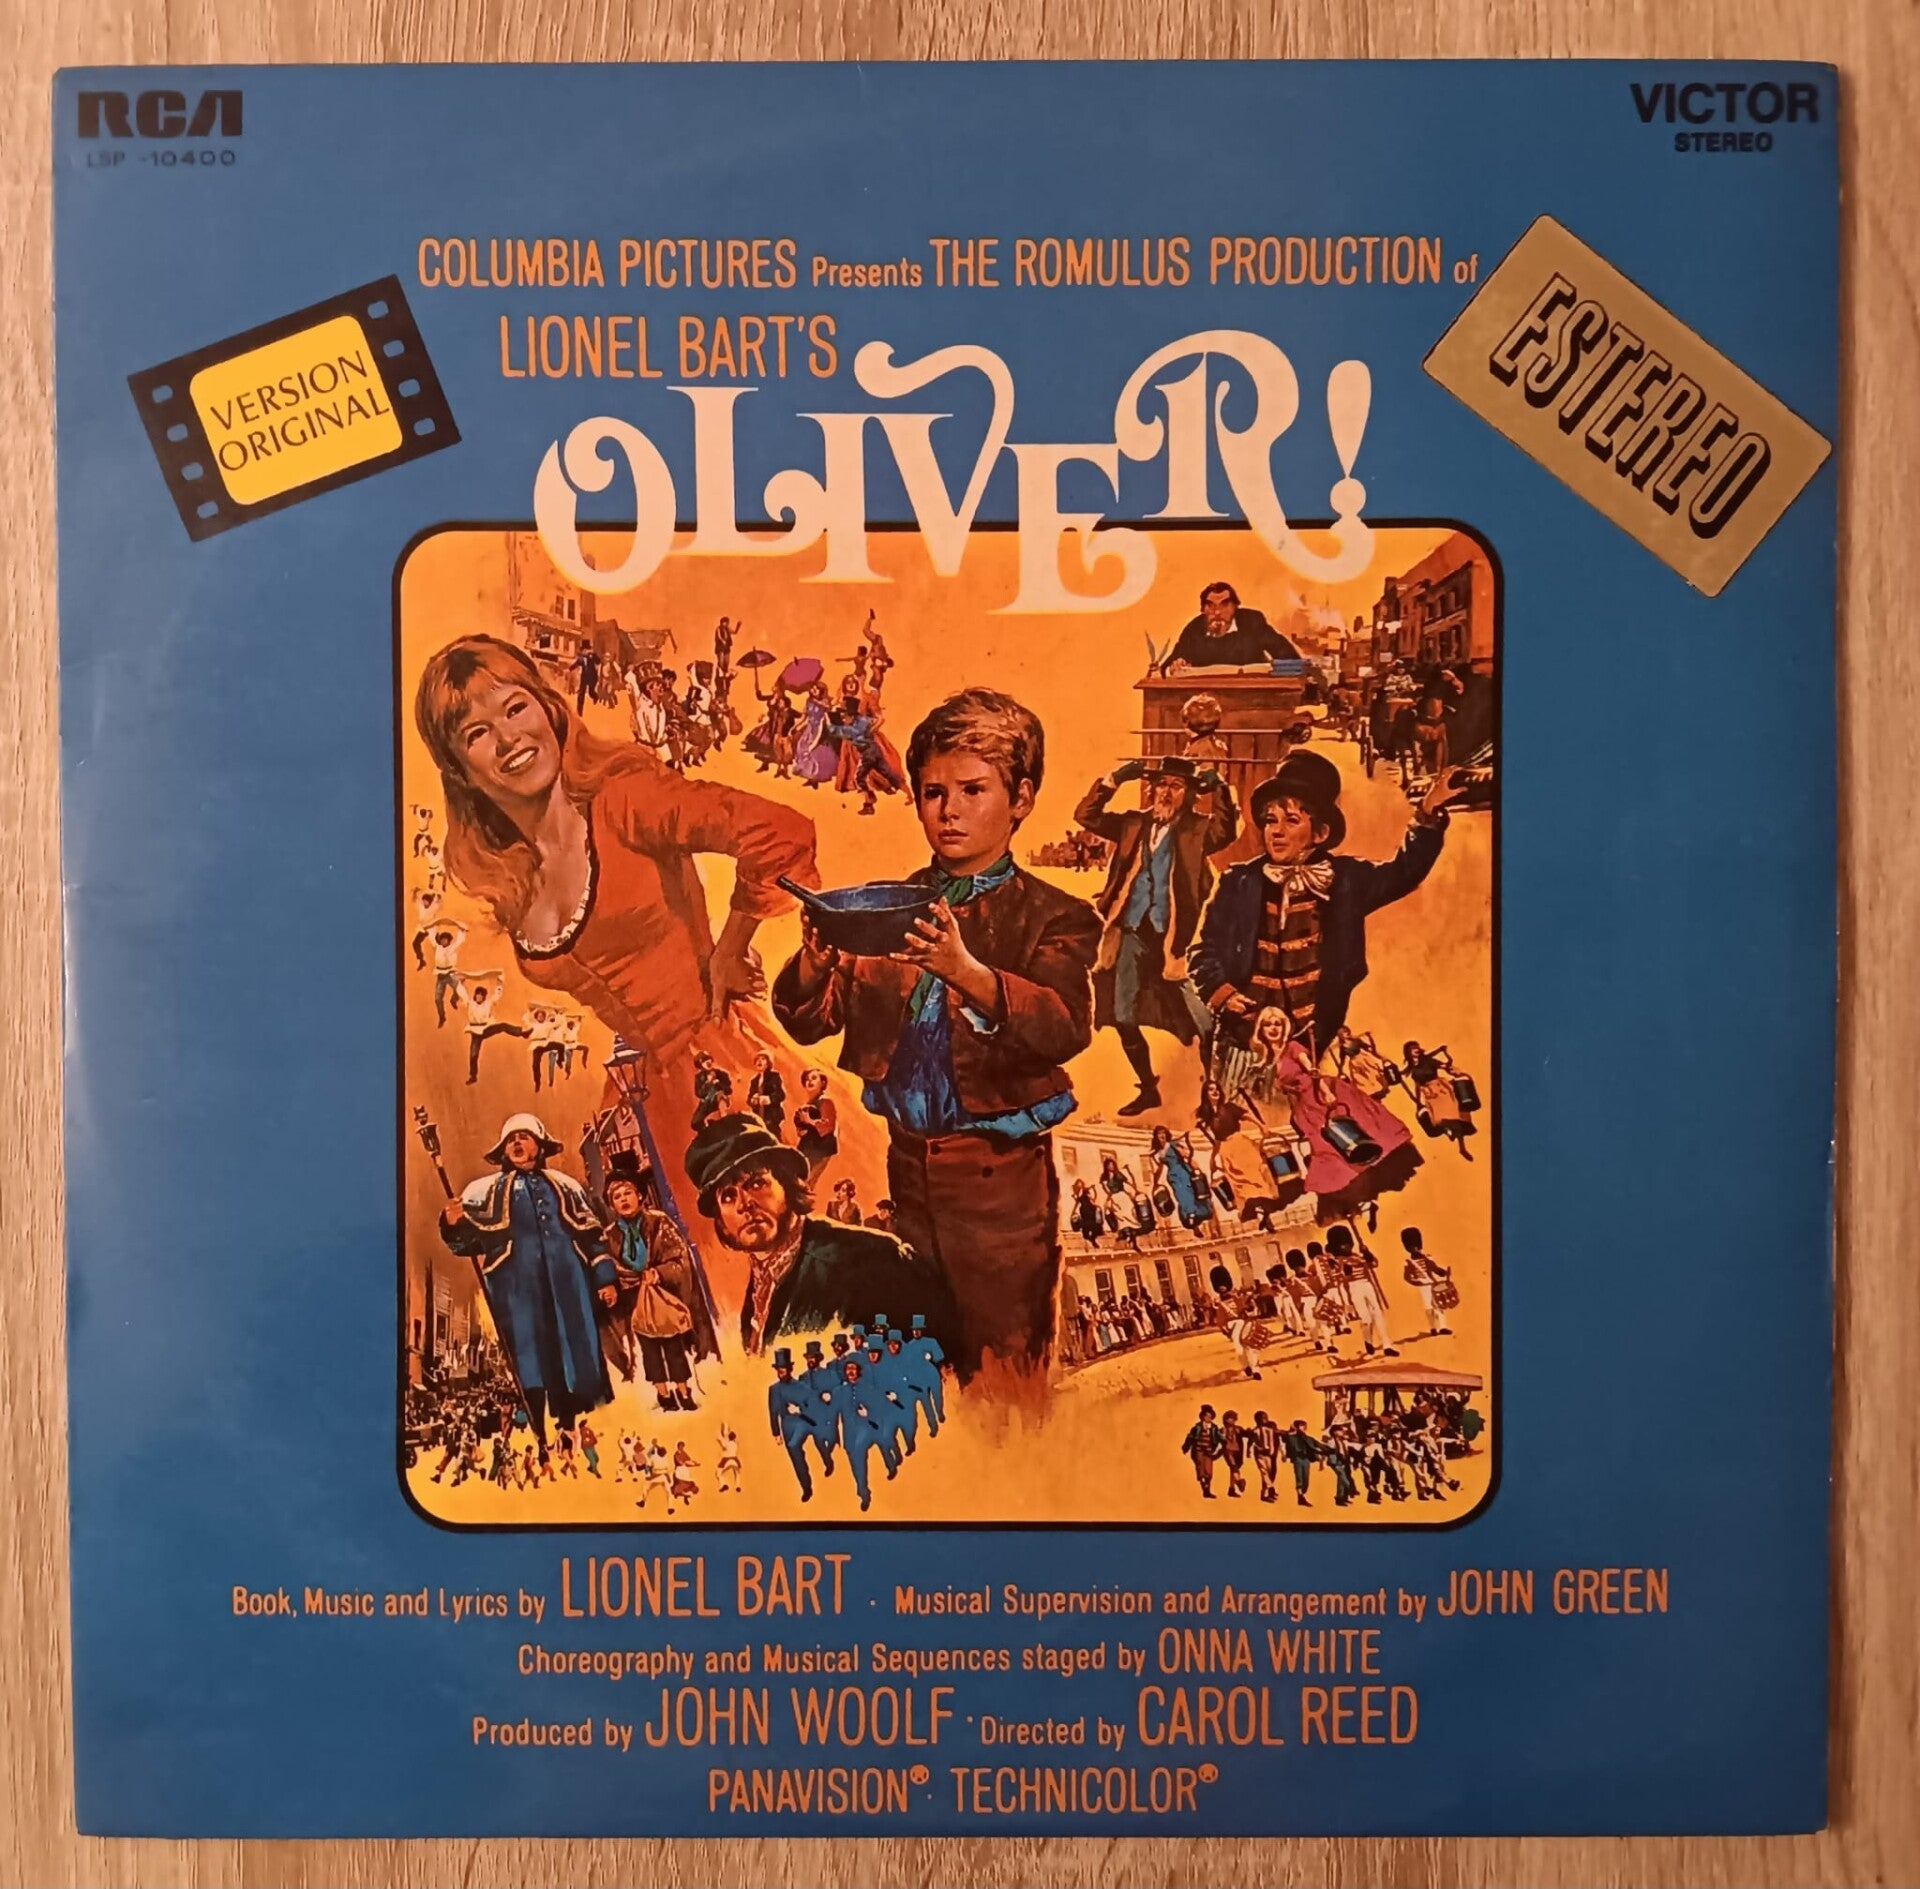 RCA
LSP -10400
VICTOR
STEREO
COLUMBIA PICTURES Presents THE ROMULUS PRODUCTION of
LIONEL BART'S
OLIVER!
VERSION
ORIGINAL
ESTEREO
Book, Music and Lyrics by LIONEL BART · Musical Supervision and Arrangement by JOHN GREEN
Choreography and Musical Sequences staged by ONNA WHITE
Produced by JOHN WOOLF · Directed by CAROL REED
PANAVISION® · TECHNICOLOR®